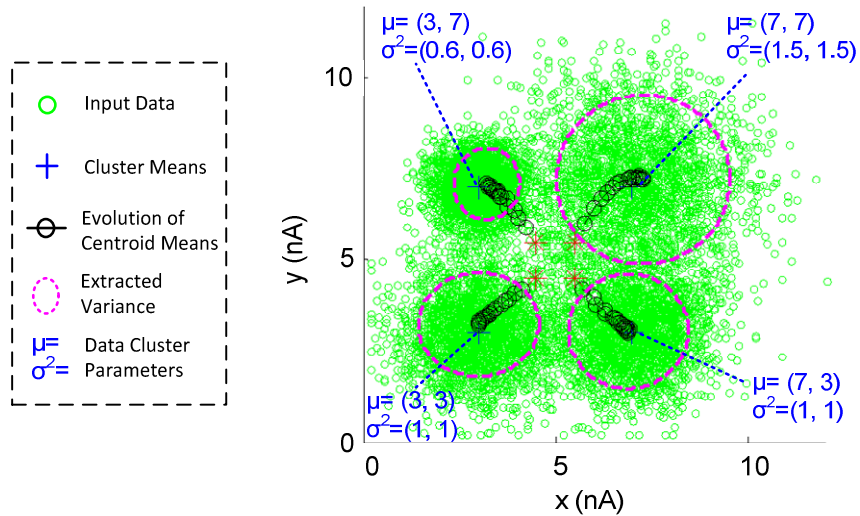 Input Data
Cluster Means
Evolution of
Centroid Means
Extracted
Variance
μ= Data Cluster
σ²= Parameters
μ= (3, 7)
σ²=(0.6, 0.6)
μ= (7, 7)
σ²=(1.5, 1.5)
10
5
0
y (nA)
μ= (3, 3)
σ²=(1, 1)
μ= (7, 3)
σ²=(1, 1)
0
5
10
x (nA)